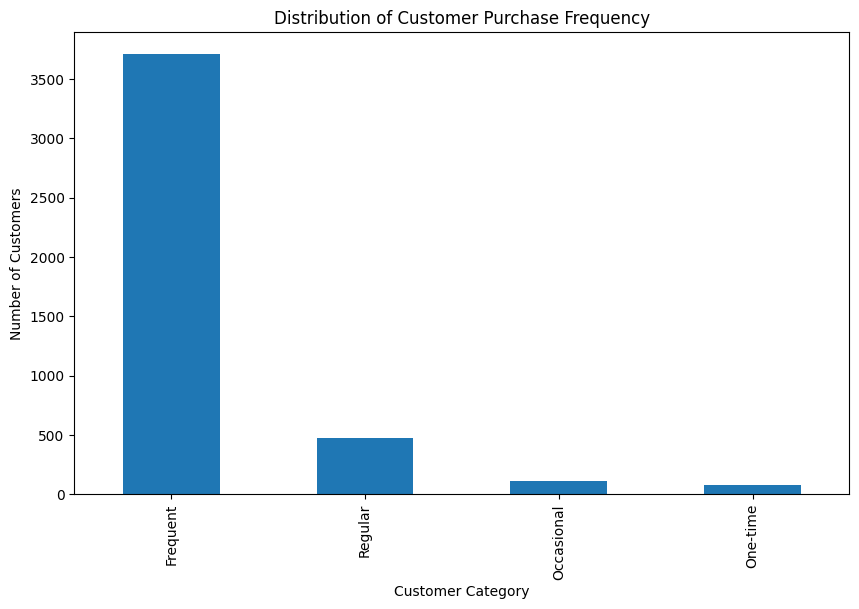 Distribution of Customer Purchase Frequency
Number of Customers
3500
3000
2500
2000
1500
1000
500
0
Frequent
Regular
Occasional
One-time
Customer Category